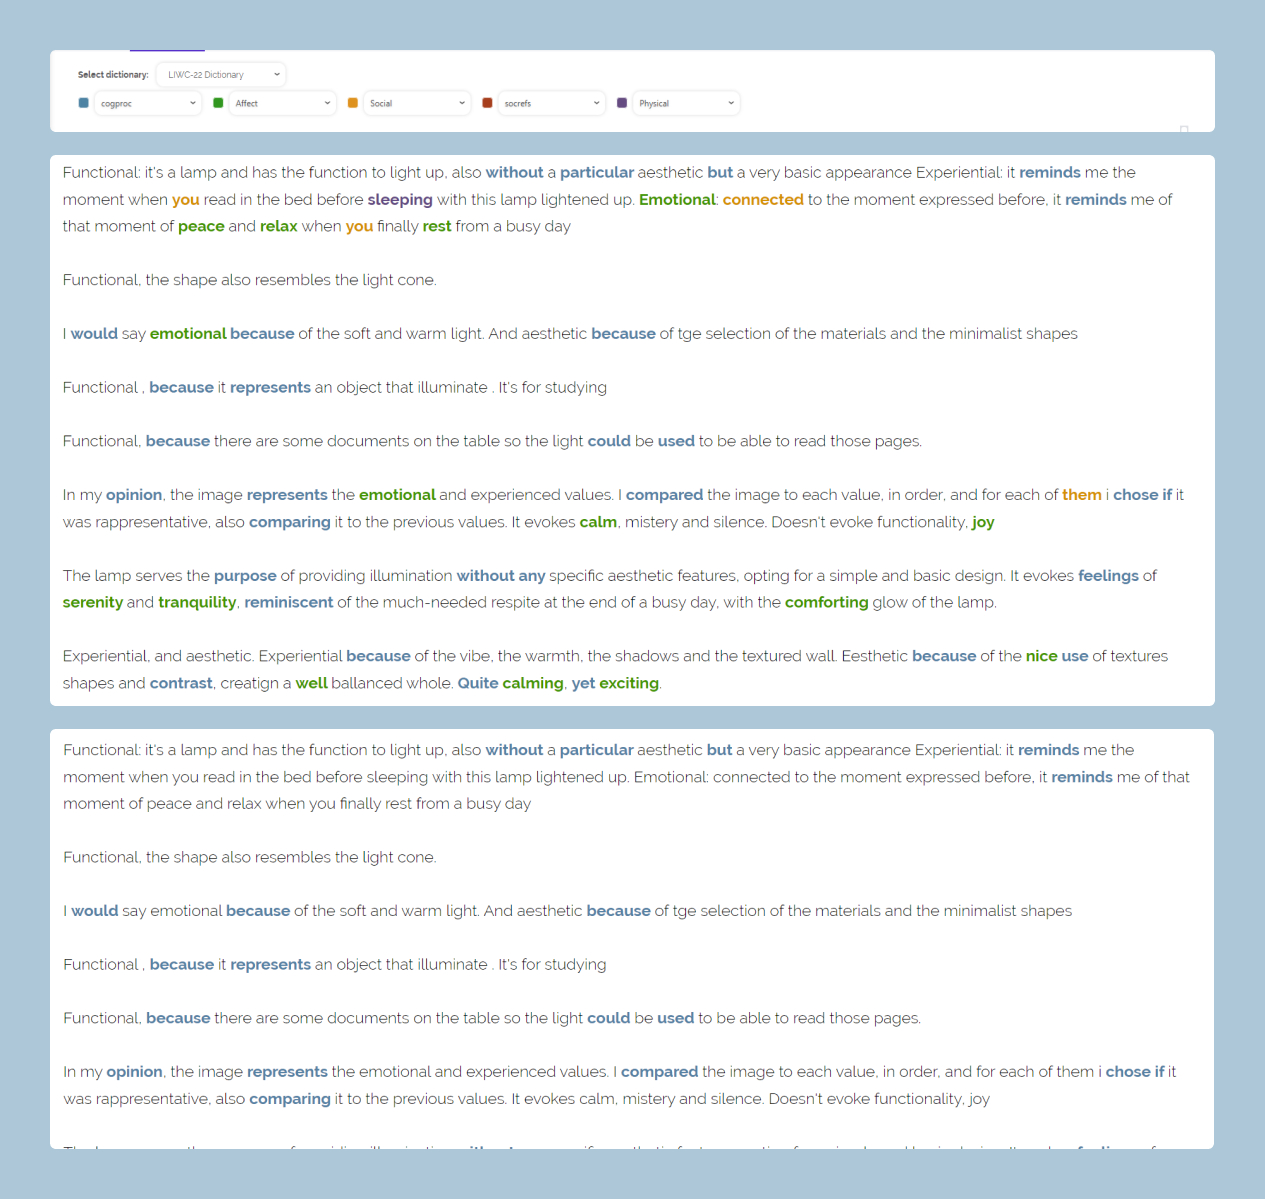 Select dictionary: LIWC-22 Dictionary
cogproc Affect Social socrefs Physical
Functional: it's a lamp and has the function to light up, also without a particular aesthetic but a very basic appearance Experiential: it reminds me the
moment when you read in the bed before sleeping with this lamp lightened up. Emotional: connected to the moment expressed before, it reminds me of
that moment of peace and relax when you finally rest from a busy day
Functional, the shape also resembles the light cone.
I would say emotional because of the soft and warm light. And aesthetic because of tge selection of the materials and the minimalist shapes
Functional , because it represents an object that illuminate . It's for studying
Functional, because there are some documents on the table so the light could be used to be able to read those pages.
In my opinion, the image represents the emotional and experienced values. I compared the image to each value, in order, and for each of them i chose if it
was rappresentative, also comparing it to the previous values. It evokes calm, mistery and silence. Doesn't evoke functionality, joy
The lamp serves the purpose of providing illumination without any specific aesthetic features, opting for a simple and basic design. It evokes feelings of
serenity and tranquility, reminiscent of the much-needed respite at the end of a busy day, with the comforting glow of the lamp.
Experiential, and aesthetic. Experiential because of the vibe, the warmth, the shadows and the textured wall. Eesthetic because of the nice use of textures
shapes and contrast, creatign a well ballanced whole. Quite calming, yet exciting.
Functional: it's a lamp and has the function to light up, also without a particular aesthetic but a very basic appearance Experiential: it reminds me the
moment when you read in the bed before sleeping with this lamp lightened up. Emotional: connected to the moment expressed before, it reminds me of that
moment of peace and relax when you finally rest from a busy day
Functional, the shape also resembles the light cone.
I would say emotional because of the soft and warm light. And aesthetic because of tge selection of the materials and the minimalist shapes
Functional , because it represents an object that illuminate . It's for studying
Functional, because there are some documents on the table so the light could be used to be able to read those pages.
In my opinion, the image represents the emotional and experienced values. I compared the image to each value, in order, and for each of them i chose if it
was rappresentative, also comparing it to the previous values. It evokes calm, mistery and silence. Doesn't evoke functionality, joy